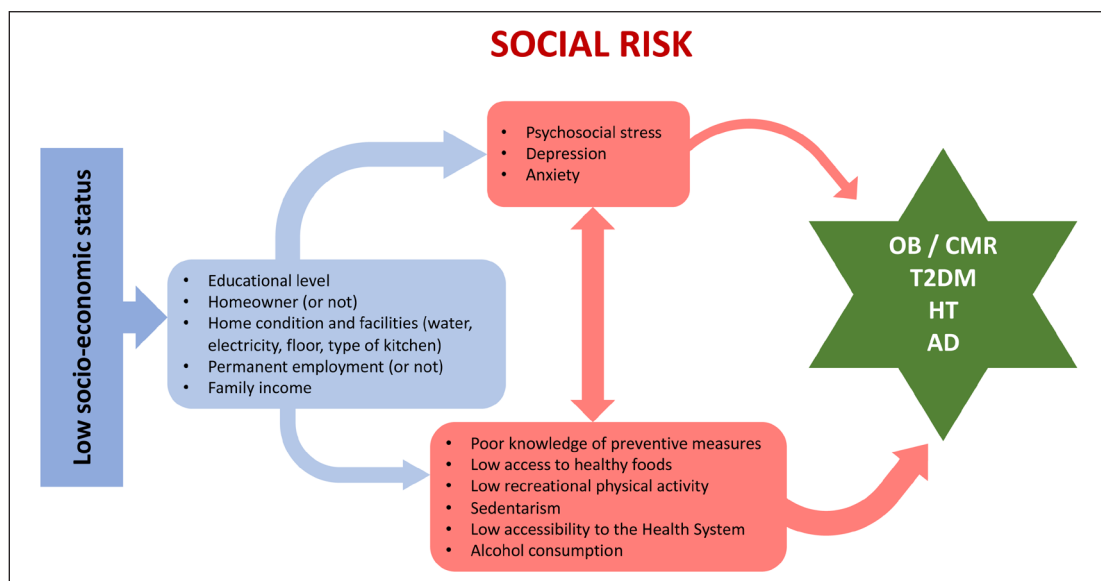 SOCIAL RISK
Low socio-economic status
• Educational level
• Homeowner (or not)
• Home condition and facilities (water,
electricity, floor, type of kitchen)
• Permanent employment (or not)
• Family income
• Psychosocial stress
• Depression
• Anxiety
• Poor knowledge of preventive measures
• Low access to healthy foods
• Low recreational physical activity
• Sedentarism
• Low accessibility to the Health System
• Alcohol consumption
OB / CMR
T2DM
HT
AD